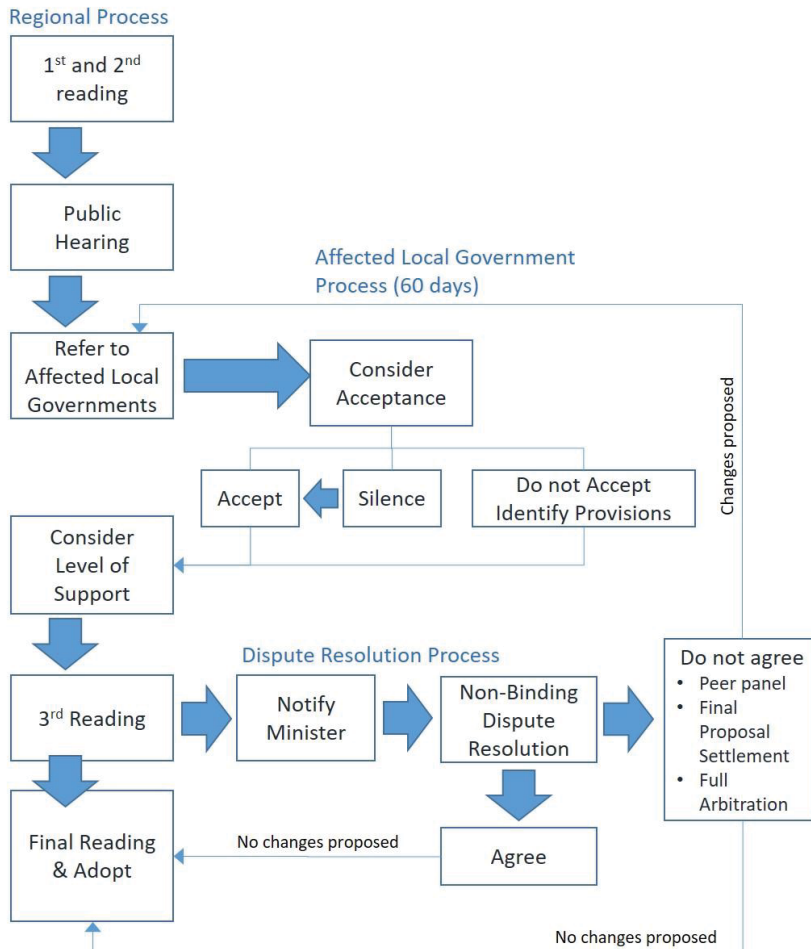 Regional Process
1st and 2nd
reading
Public
Hearing
Affected Local Government
Process (60 days)
Refer to
Affected Local
Governments
Consider
Acceptance
Changes proposed
Accept
Silence
Do not Accept
Identify Provisions
Consider
Level of
Support
Dispute Resolution Process
3rd Reading
Notify
Minister
Non-Binding
Dispute
Resolution
Do not agree
• Peer panel
• Final
Proposal
Settlement
• Full
Arbitration
Final Reading
& Adopt
No changes proposed
Agree
No changes proposed